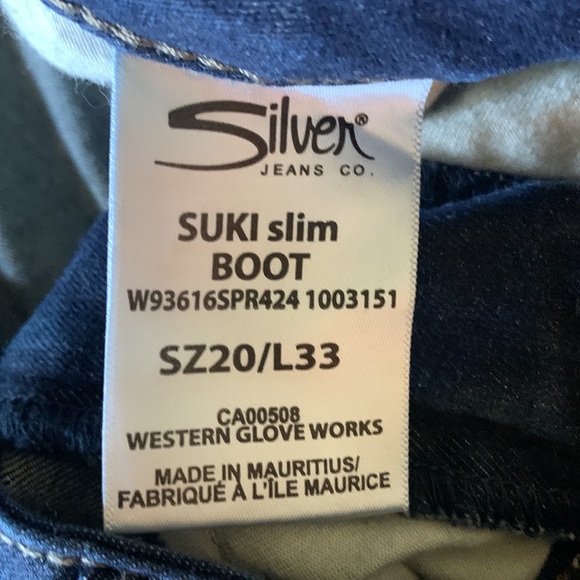 Silver®
JEANS CO.
SUKI slim
BOOT
W93616SPR424 1003151
SZ20/L33
CA00508
WESTERN GLOVE WORKS
MADE IN MAURITIUS/
FABRIQUÉ À L'ÎLE MAURICE